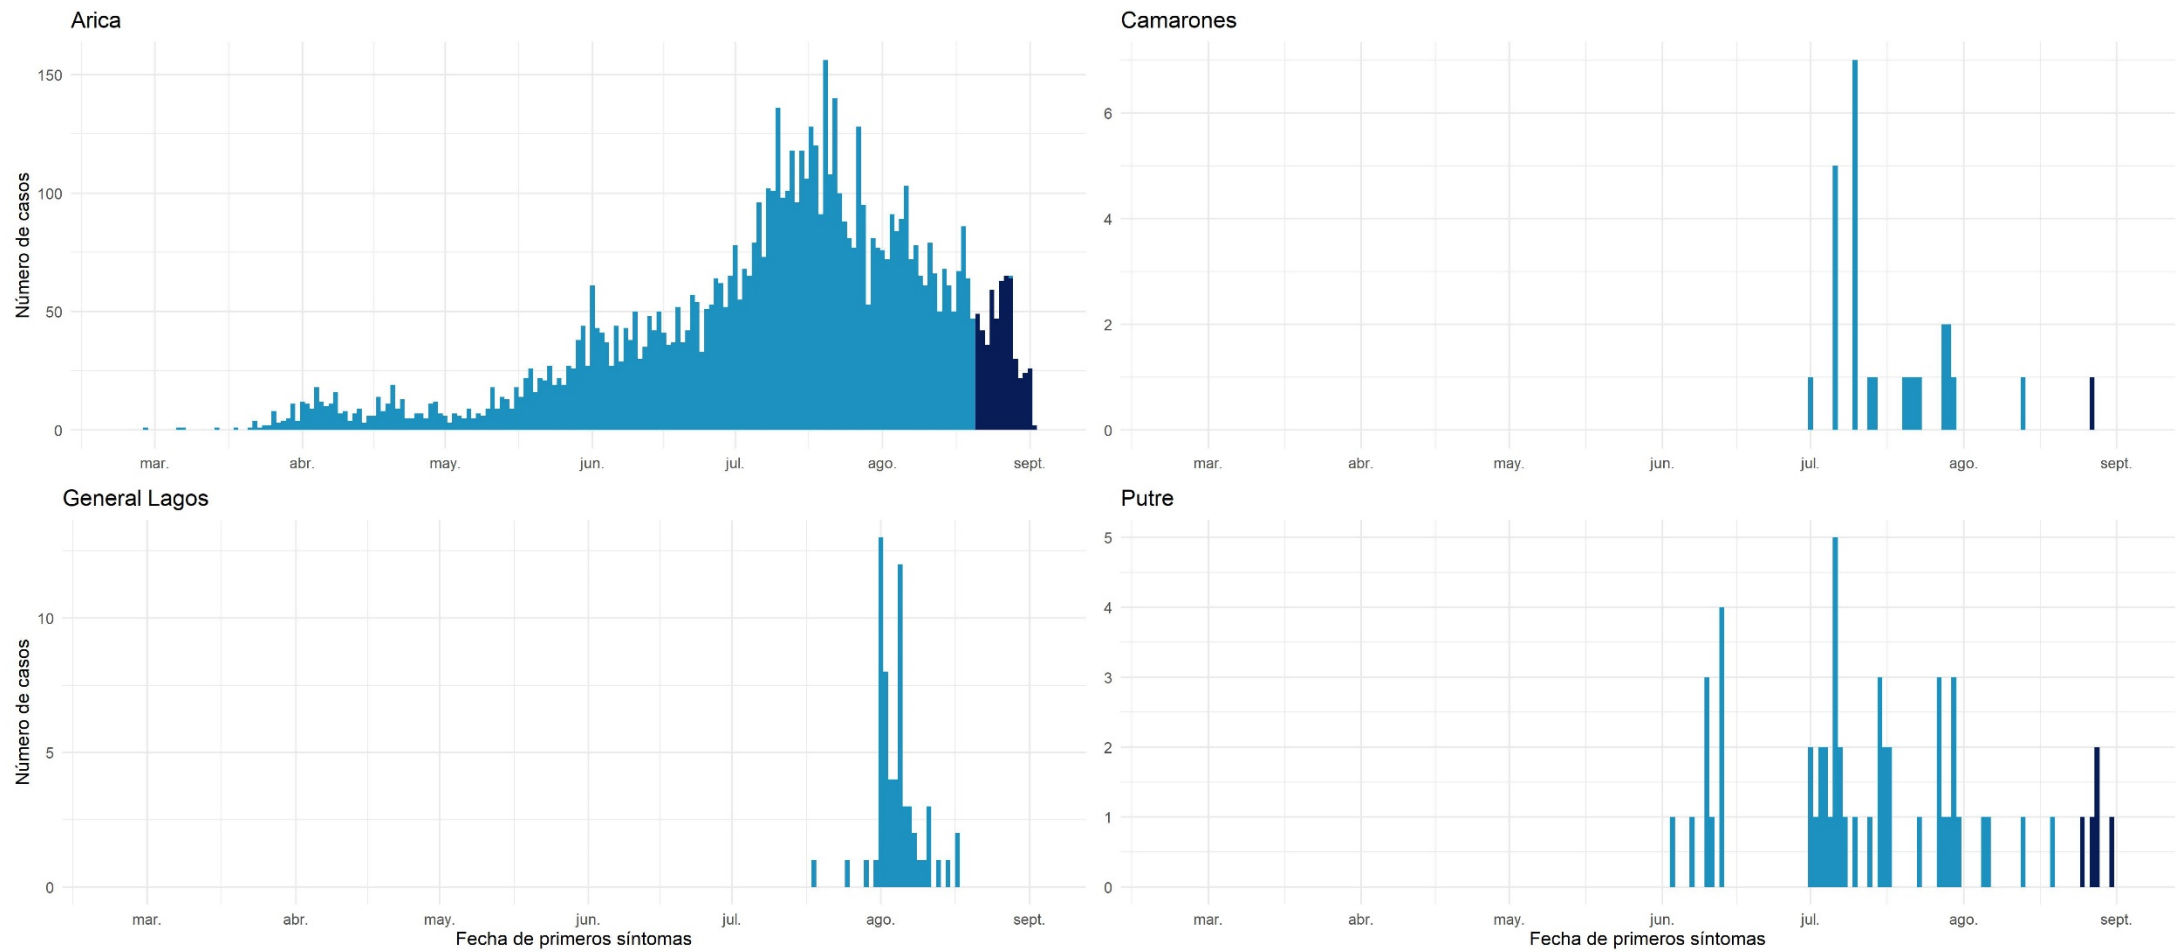 Arica
Número de casos
150
100
50
0
mar. abr. may. jun. jul. ago. sept.
Camarones
6
4
2
0
mar. abr. may. jun. jul. ago. sept.
General Lagos
Número de casos
10
5
0
mar. abr. may. jun. jul. ago. sept.
Fecha de primeros síntomas
Putre
5
4
3
2
1
0
mar. abr. may. jun. jul. ago. sept.
Fecha de primeros síntomas